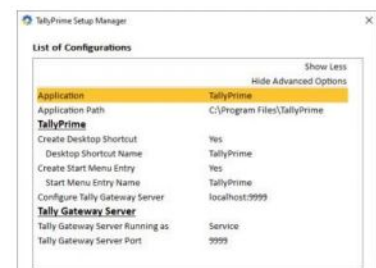 TallyPrime Setup Manager
List of Configurations
Show Less
Hide Advanced Options
Application TallyPrime
Application Path C:\Program Files\TallyPrime
TallyPrime
Create Desktop Shortcut Yes
Desktop Shortcut Name TallyPrime
Create Start Menu Entry Yes
Start Menu Entry Name TallyPrime
Configure Tally Gateway Server localhost:9999
Tally Gateway Server
Tally Gateway Server Running as Service
Tally Gateway Server Port 9999